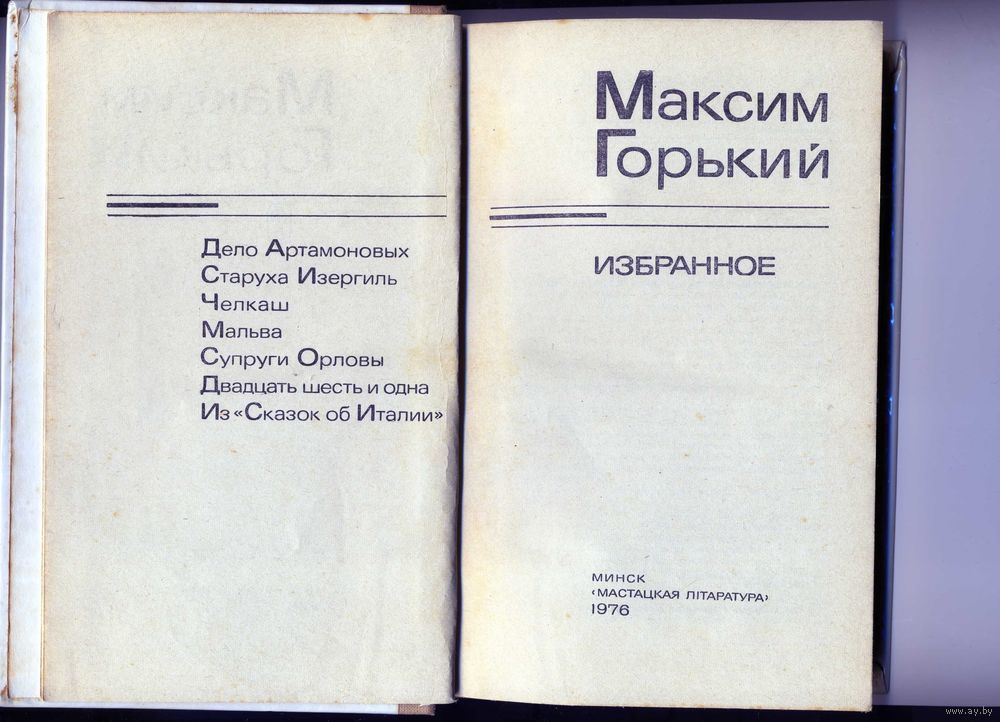 Дело Артамоновых
Старуха Изергиль
Челкаш
Мальва
Супруги Орловы
Двадцать шесть и одна
Из «Сказок об Италии»
Максим
Горький
ИЗБРАННОЕ
МИНСК
«МАСТАЦКАЯ ЛІТАРАТУРА»
1976
www.ay.by